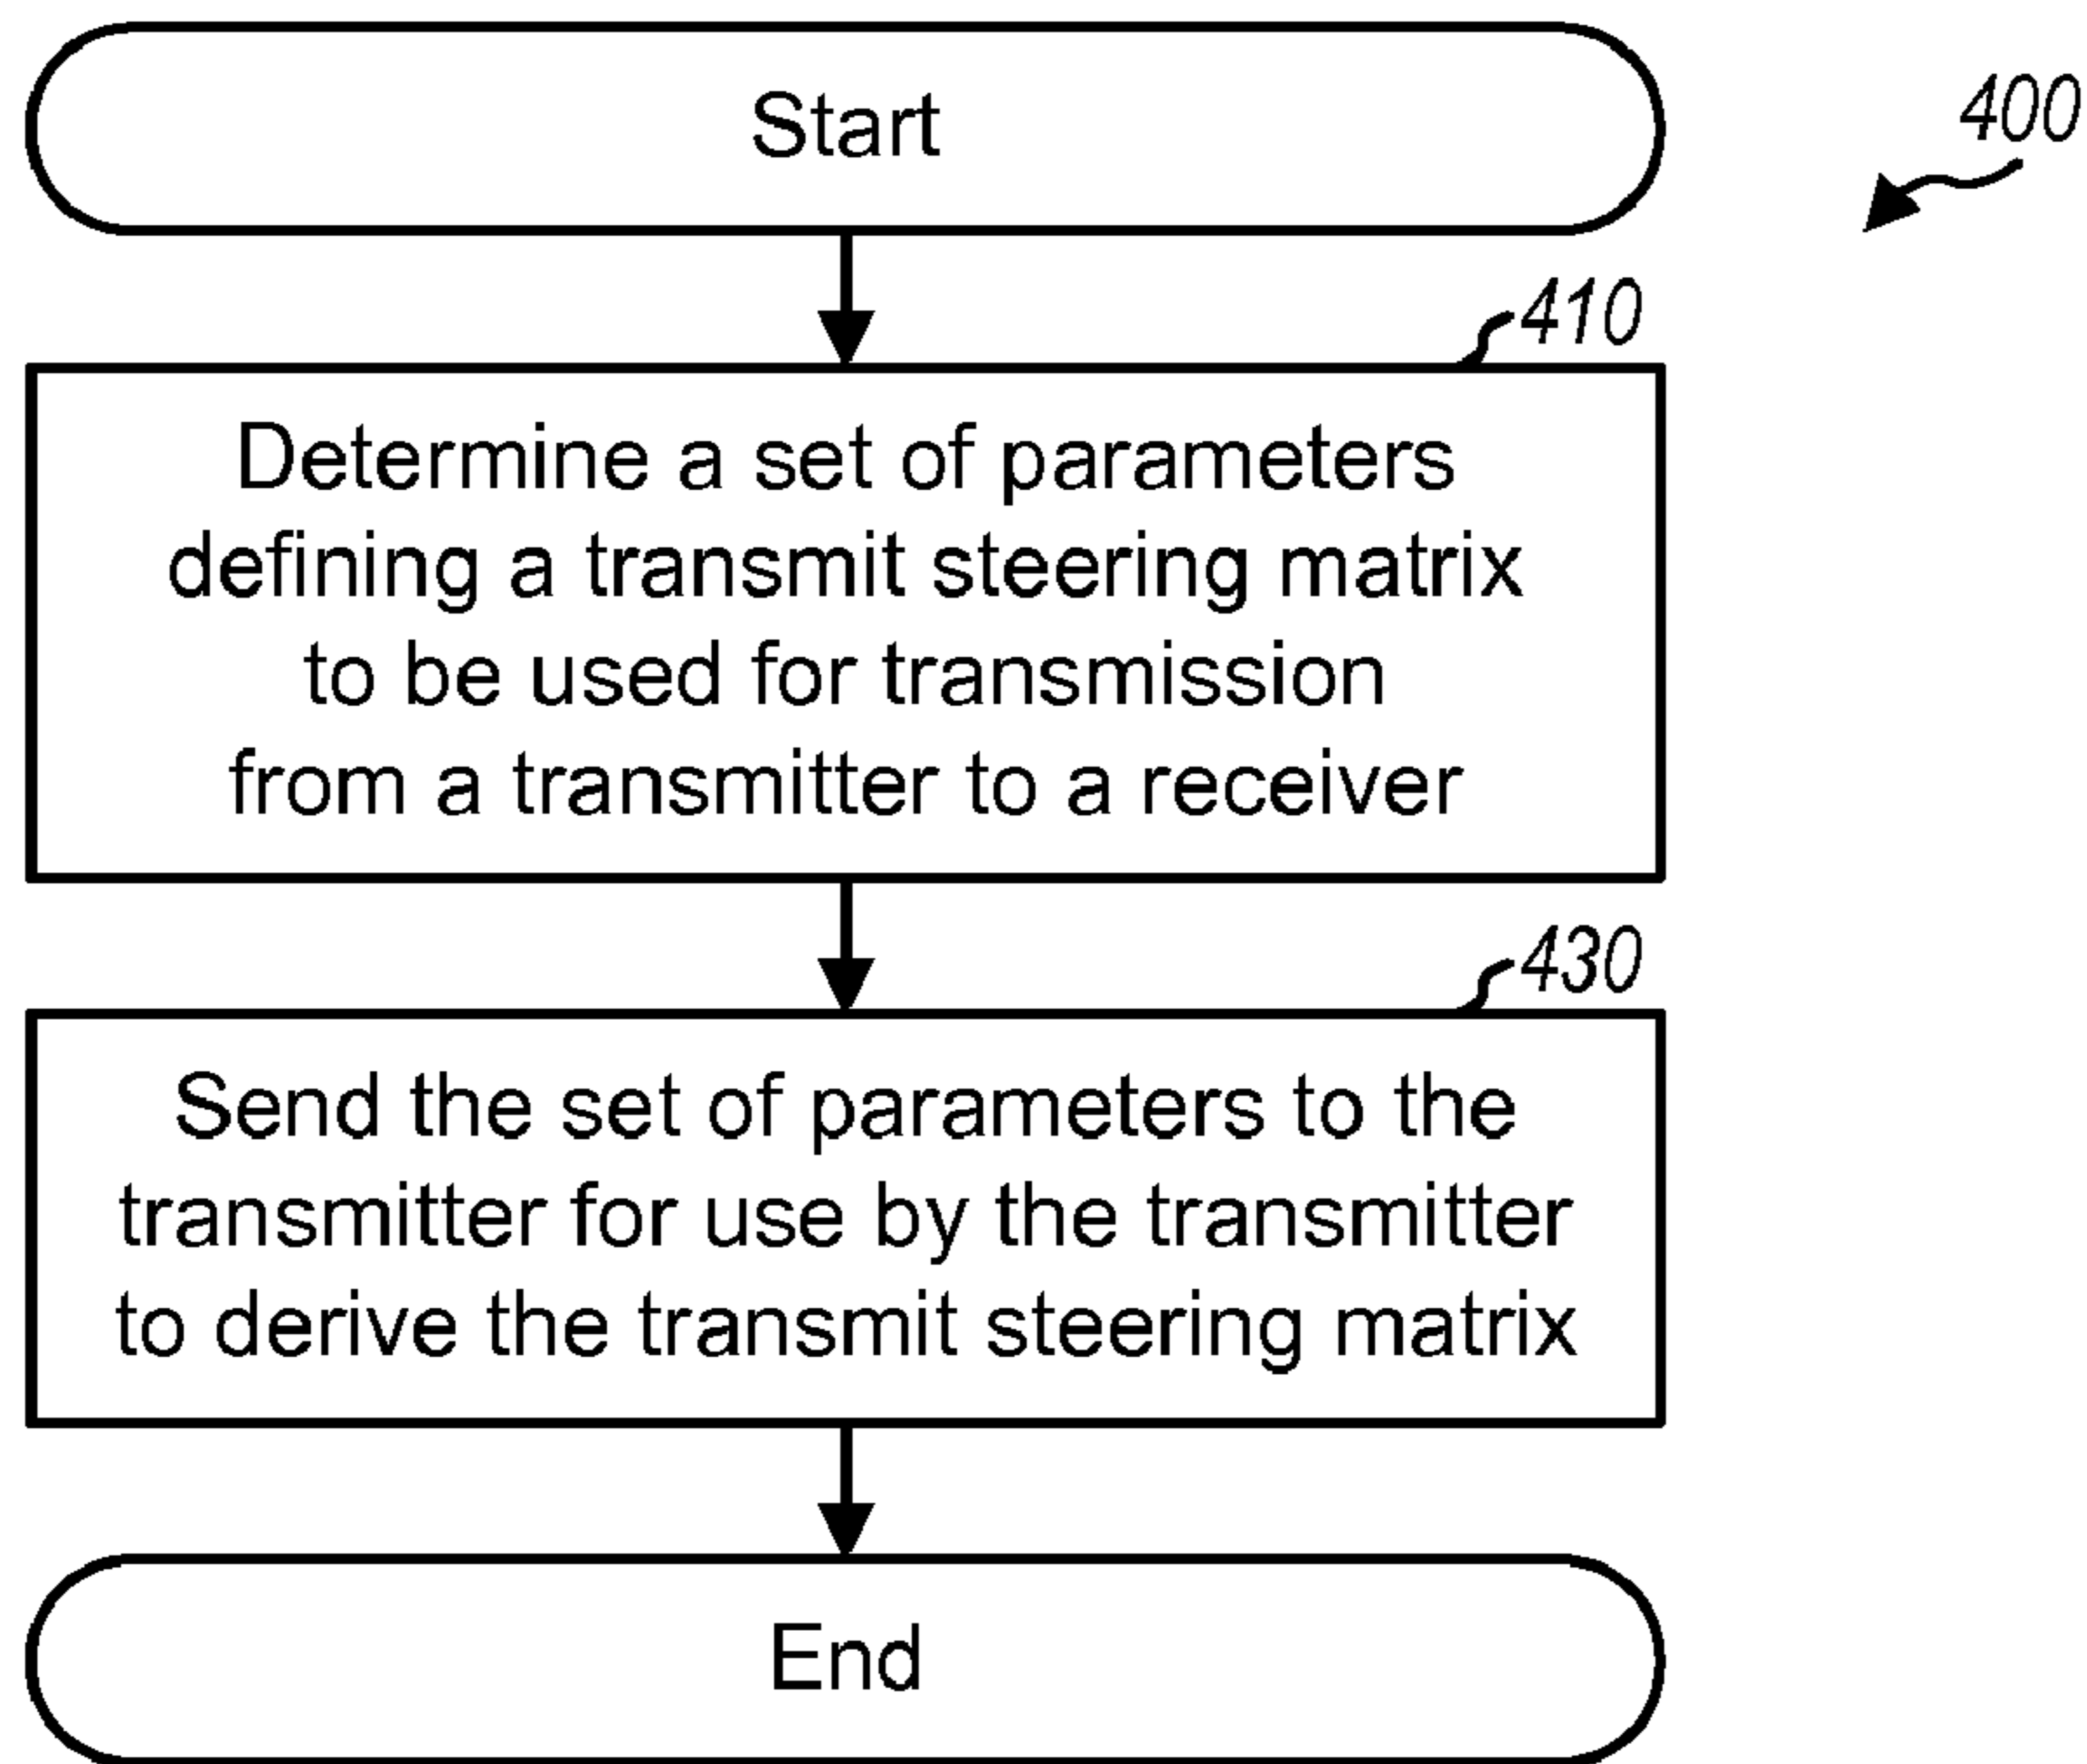 Start
400
410
Determine a set of parameters
defining a transmit steering matrix
to be used for transmission
from a transmitter to a receiver
430
Send the set of parameters to the
transmitter for use by the transmitter
to derive the transmit steering matrix
End